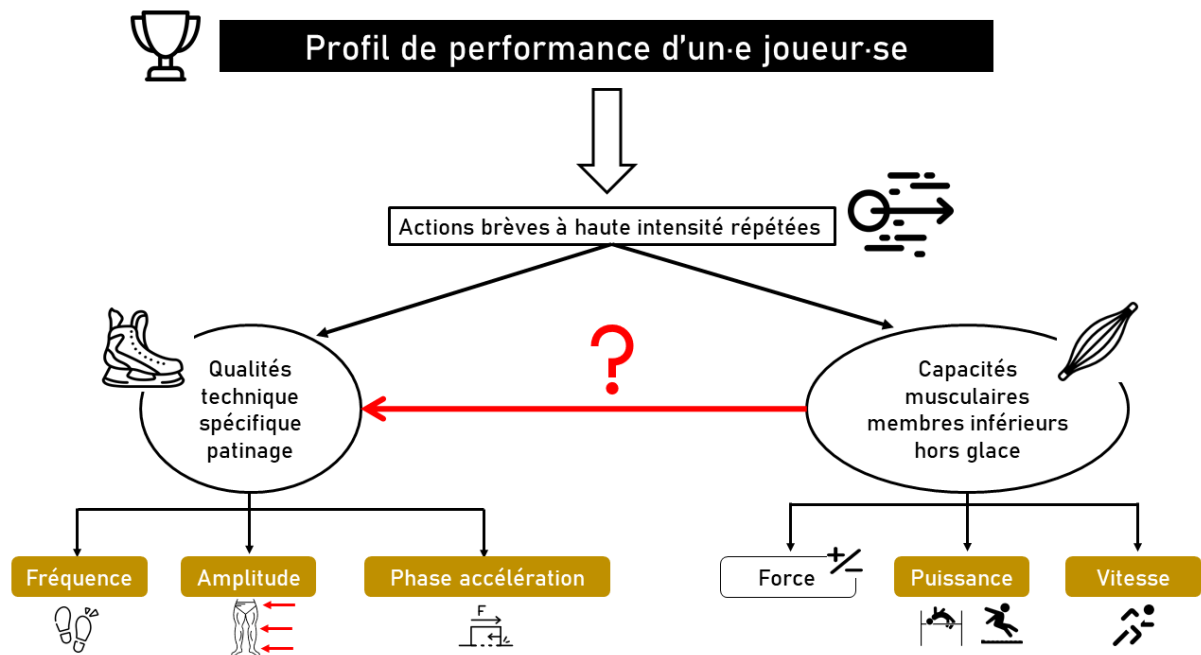 Profil de performance d'un·e joueur·se
Actions brèves à haute intensité répétées
?
Qualités
technique
spécifique
patinage
Capacités
musculaires
membres inférieurs
hors glace
Fréquence
Amplitude
Phase accélération
Force
+/-
Puissance
Vitesse
F